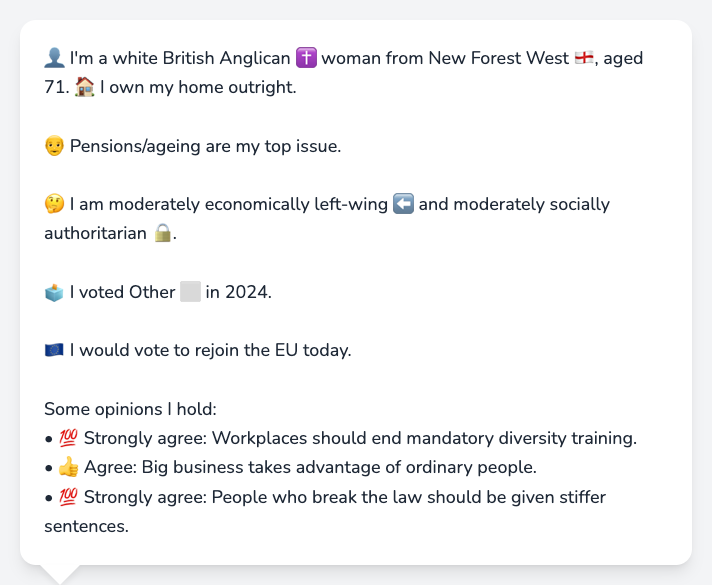 👤 I'm a white British Anglican ✝️ woman from New Forest West 🏴󠁧󠁢󠁥󠁮󠁧󠁿, aged
71. 🏠 I own my home outright.
🧓 Pensions/ageing are my top issue.
🤔 I am moderately economically left-wing ⬅️ and moderately socially
authoritarian 🔒.
🗳️ I voted Other ⬜ in 2024.
🇪🇺 I would vote to rejoin the EU today.
Some opinions I hold:
• 💯 Strongly agree: Workplaces should end mandatory diversity training.
• 👍 Agree: Big business takes advantage of ordinary people.
• 💯 Strongly agree: People who break the law should be given stiffer
sentences.